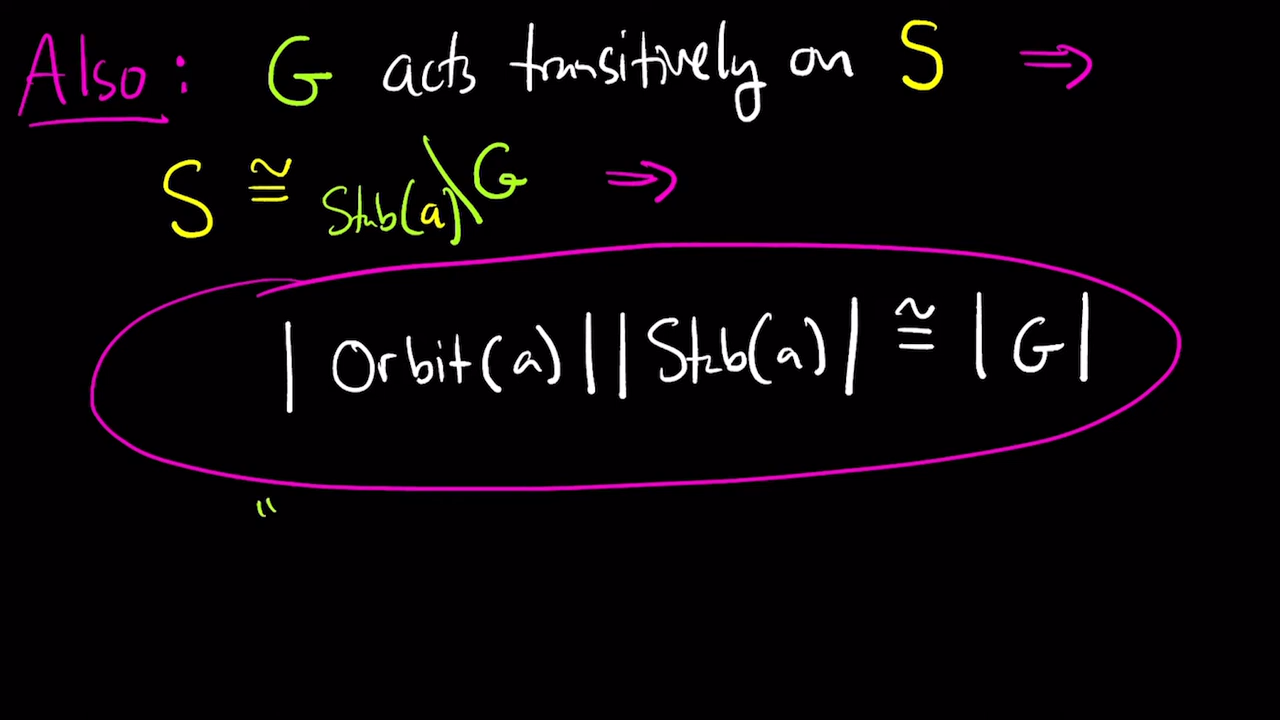 Also: G acts transitively on S ⇒
S ≅ Stab(a)\G ⇒
|Orbit(a)||Stab(a)| ≅ |G|
"